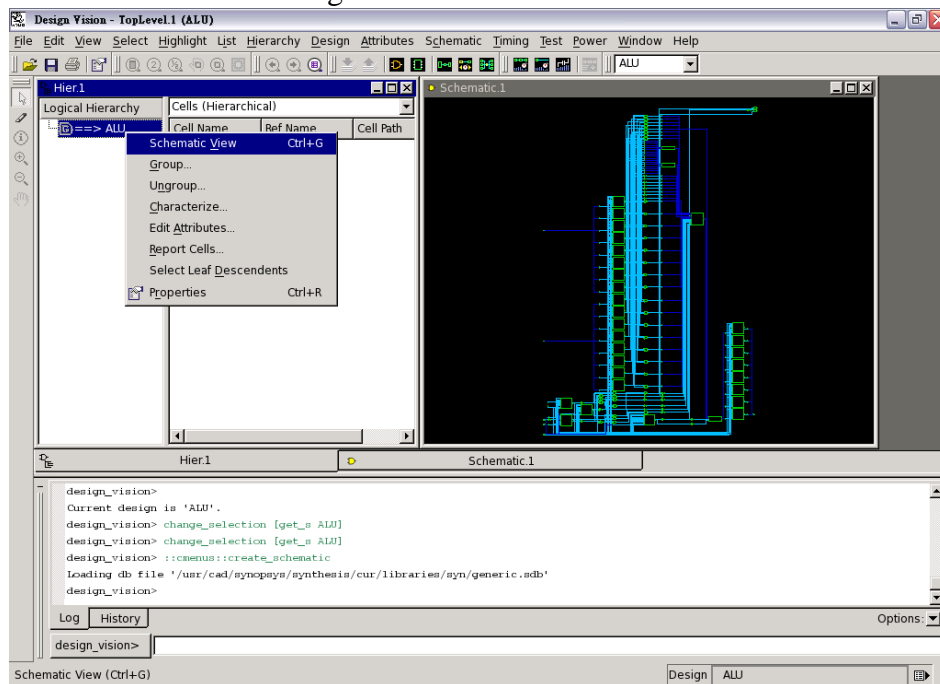 Design Vision - TopLevel.1 (ALU)
File Edit View Select Highlight List Hierarchy Design Attributes Schematic Timing Test Power Window Help
ALU
Hier.1
Schematic.1
Logical Hierarchy Cells (Hierarchical)
==> ALU Cell Name Ref Name Cell Path
Schematic View Ctrl+G
Group...
Ungroup...
Characterize...
Edit Attributes...
Report Cells...
Select Leaf Descendents
Properties Ctrl+R
Hier.1 Schematic.1
design_vision>
Current design is 'ALU'.
design_vision> change_selection [get_s ALU]
design_vision> change_selection [get_s ALU]
design_vision> ::cmenus::create_schematic
Loading db file '/usr/cad/synopsys/synthesis/cur/libraries/syn/generic.sdb'
design_vision>
Log History Options:
design_vision>
Schematic View (Ctrl+G) Design ALU